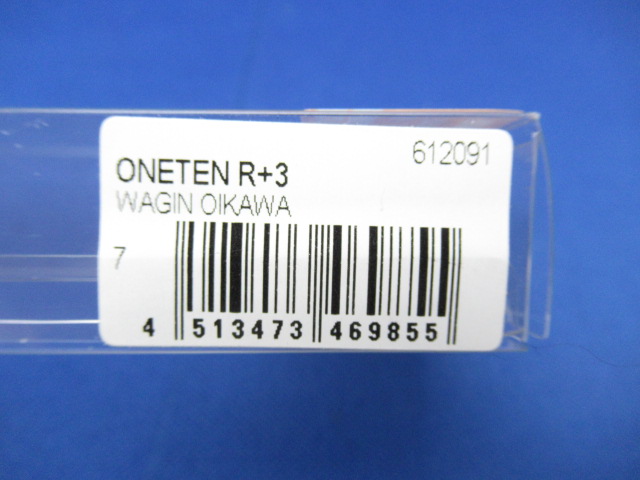 612091
ONETEN R+3
WAGIN OIKAWA
7
4 513473 469855